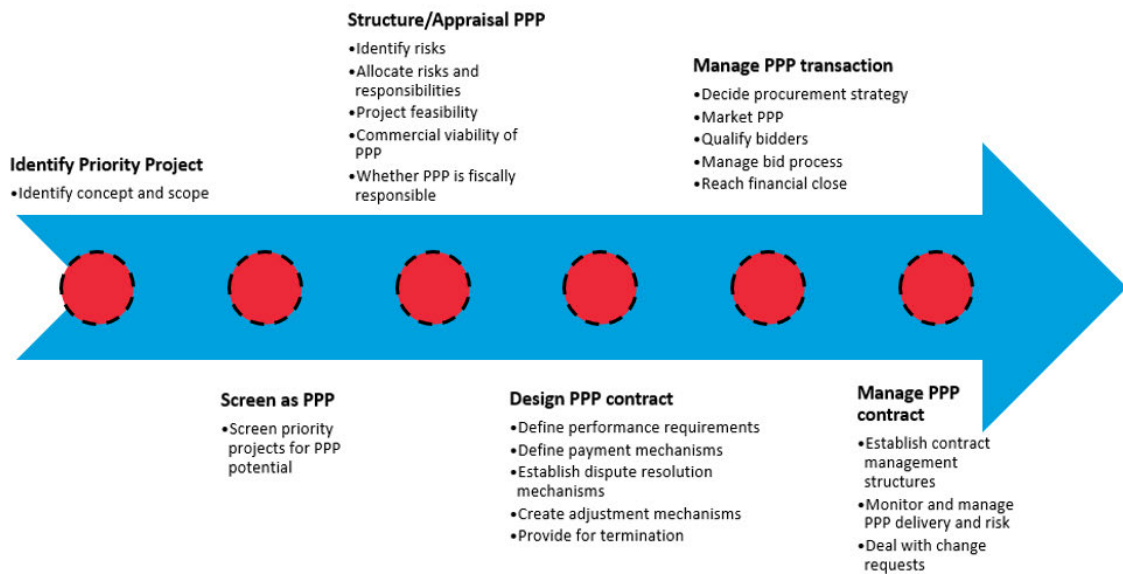 Identify Priority Project
•Identify concept and scope
Screen as PPP
•Screen priority
projects for PPP
potential
Structure/Appraisal PPP
•Identify risks
•Allocate risks and
responsibilities
•Project feasibility
•Commercial viability of
PPP
•Whether PPP is fiscally
responsible
Design PPP contract
•Define performance requirements
•Define payment mechanisms
•Establish dispute resolution
mechanisms
•Create adjustment mechanisms
•Provide for termination
Manage PPP transaction
•Decide procurement strategy
•Market PPP
•Qualify bidders
•Manage bid process
•Reach financial close
Manage PPP
contract
•Establish contract
management
structures
•Monitor and manage
PPP delivery and risk
•Deal with change
requests